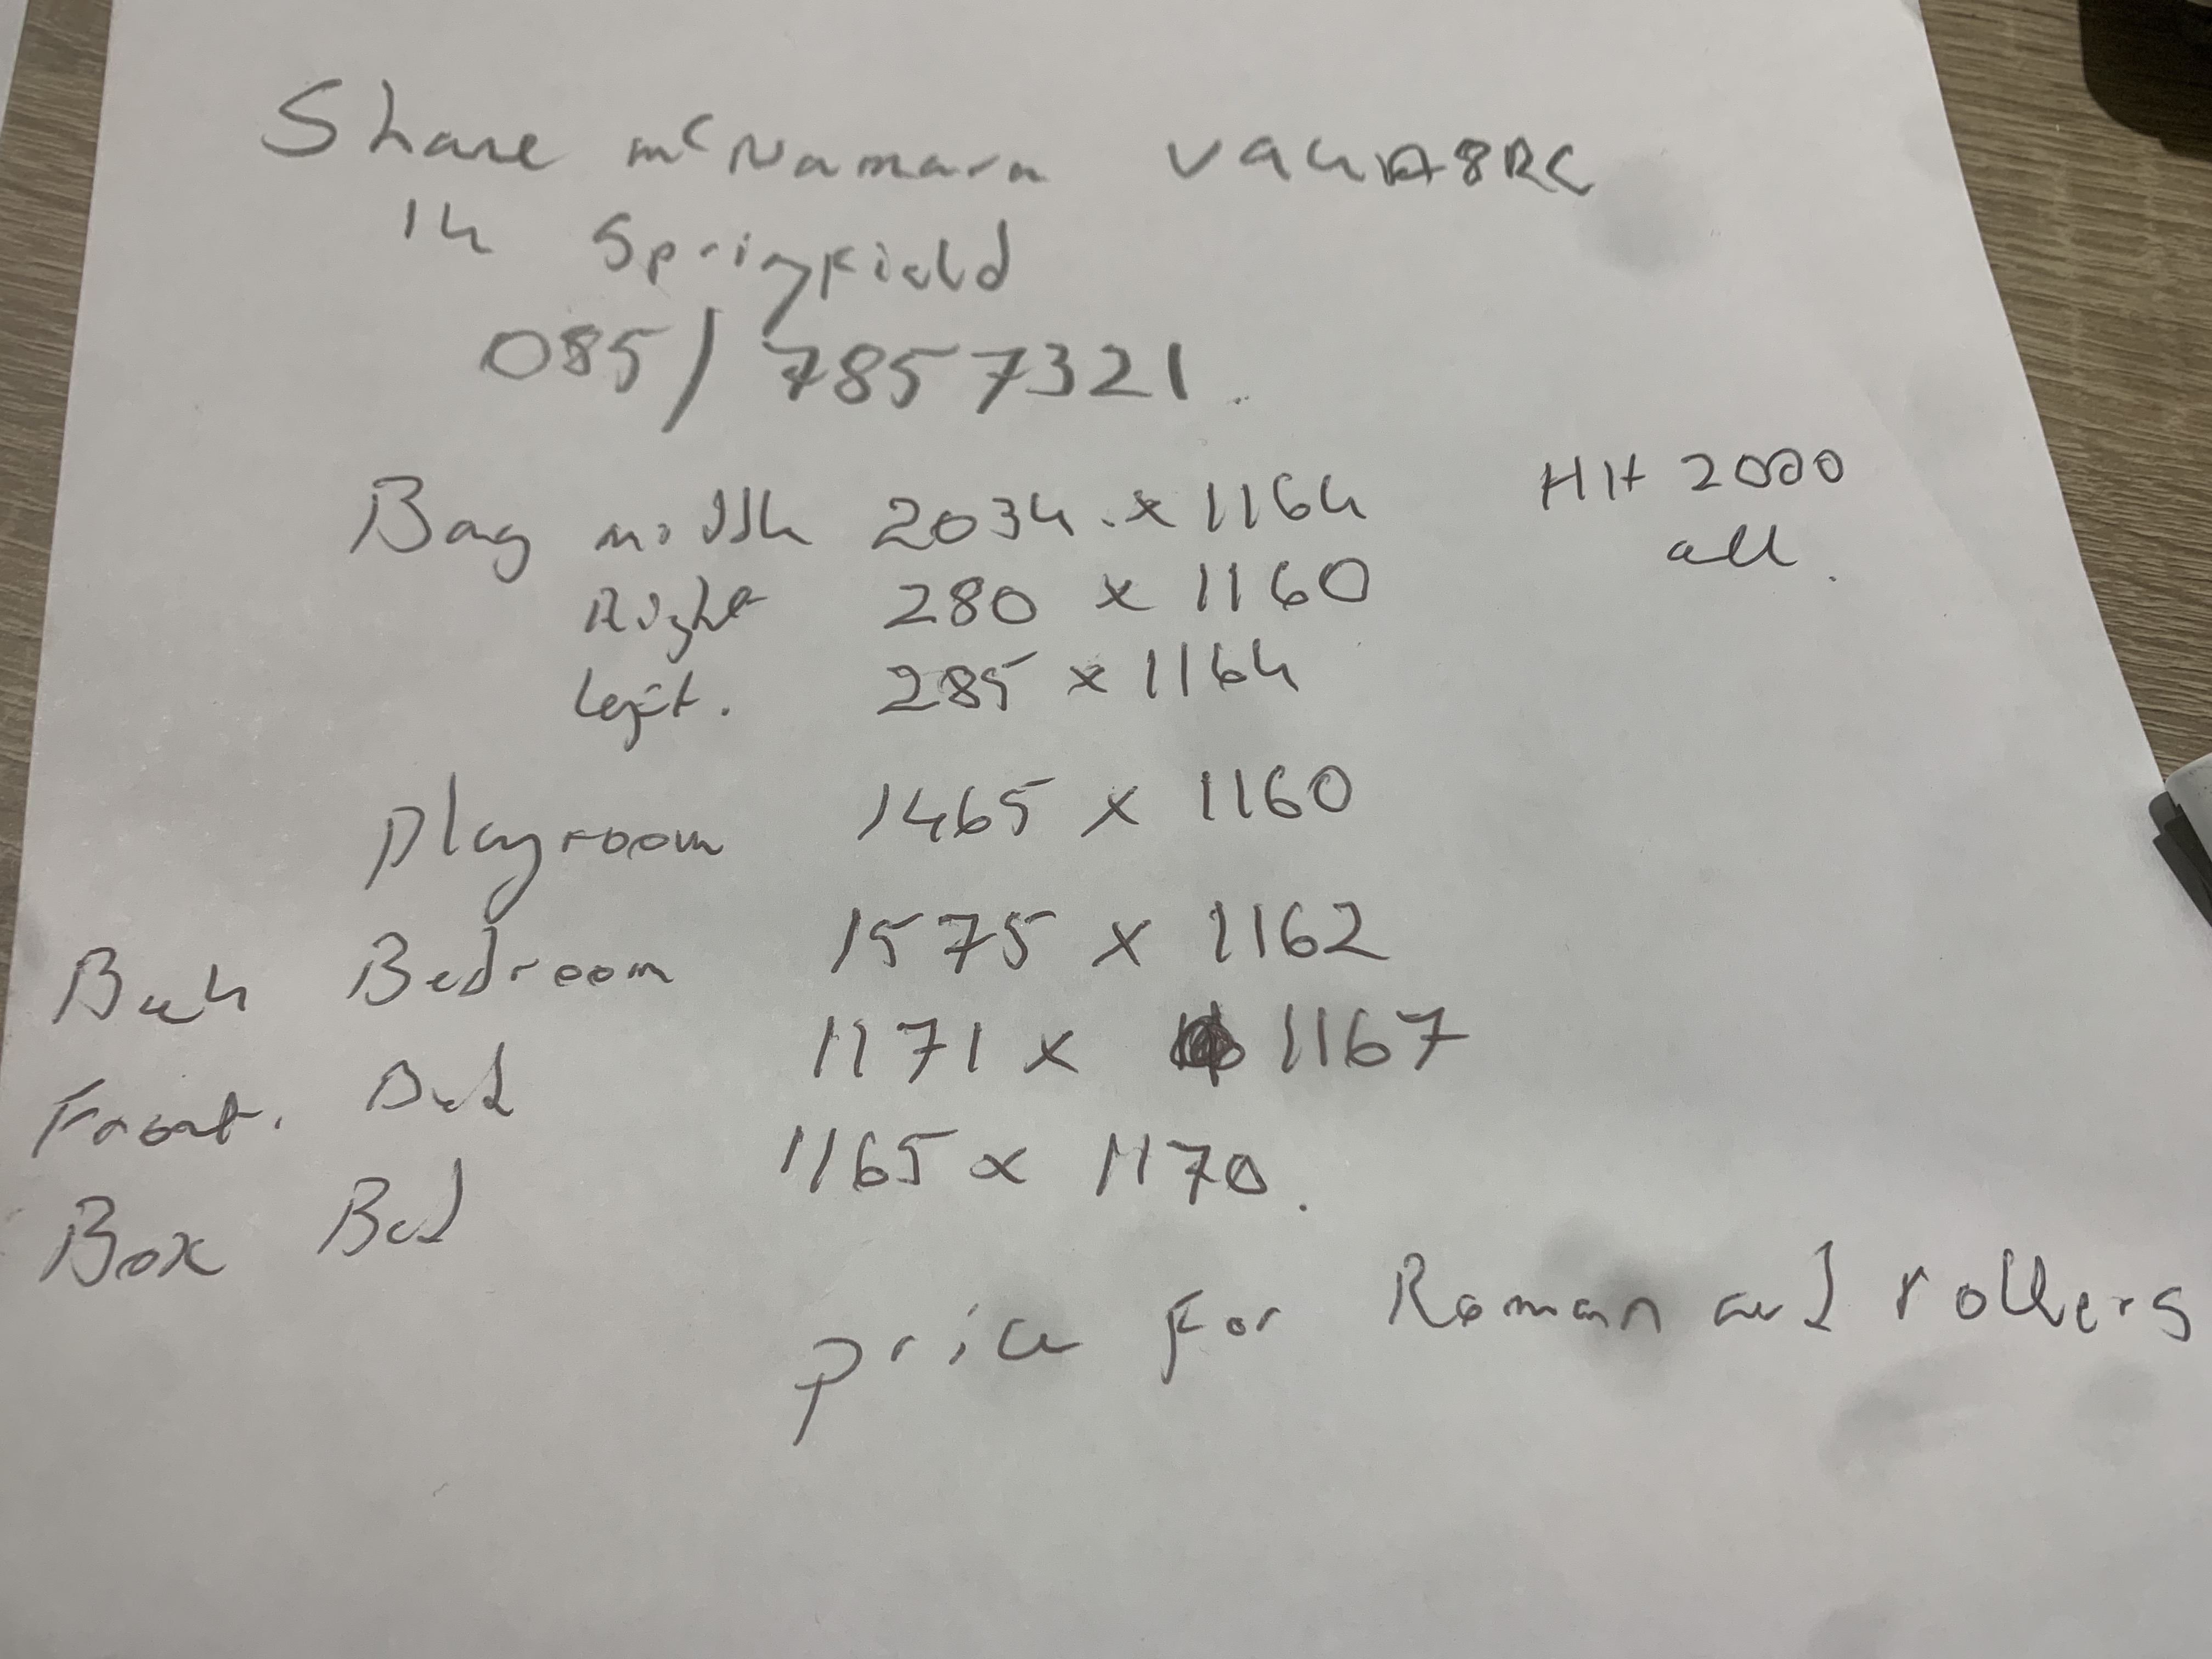 Shane McNamara V94A8RC
14 Springfield
085/7857321.
Bay middle 2034 x 1164 HH 2000
all.
Right 280 x 1160
Left. 285 x 1164
Playroom 1465 x 1160
Back Bedroom 1575 x 1162
Front. Bed 1171 x 1167
Box Bed 1165 x 1170.
price For Roman and rollers